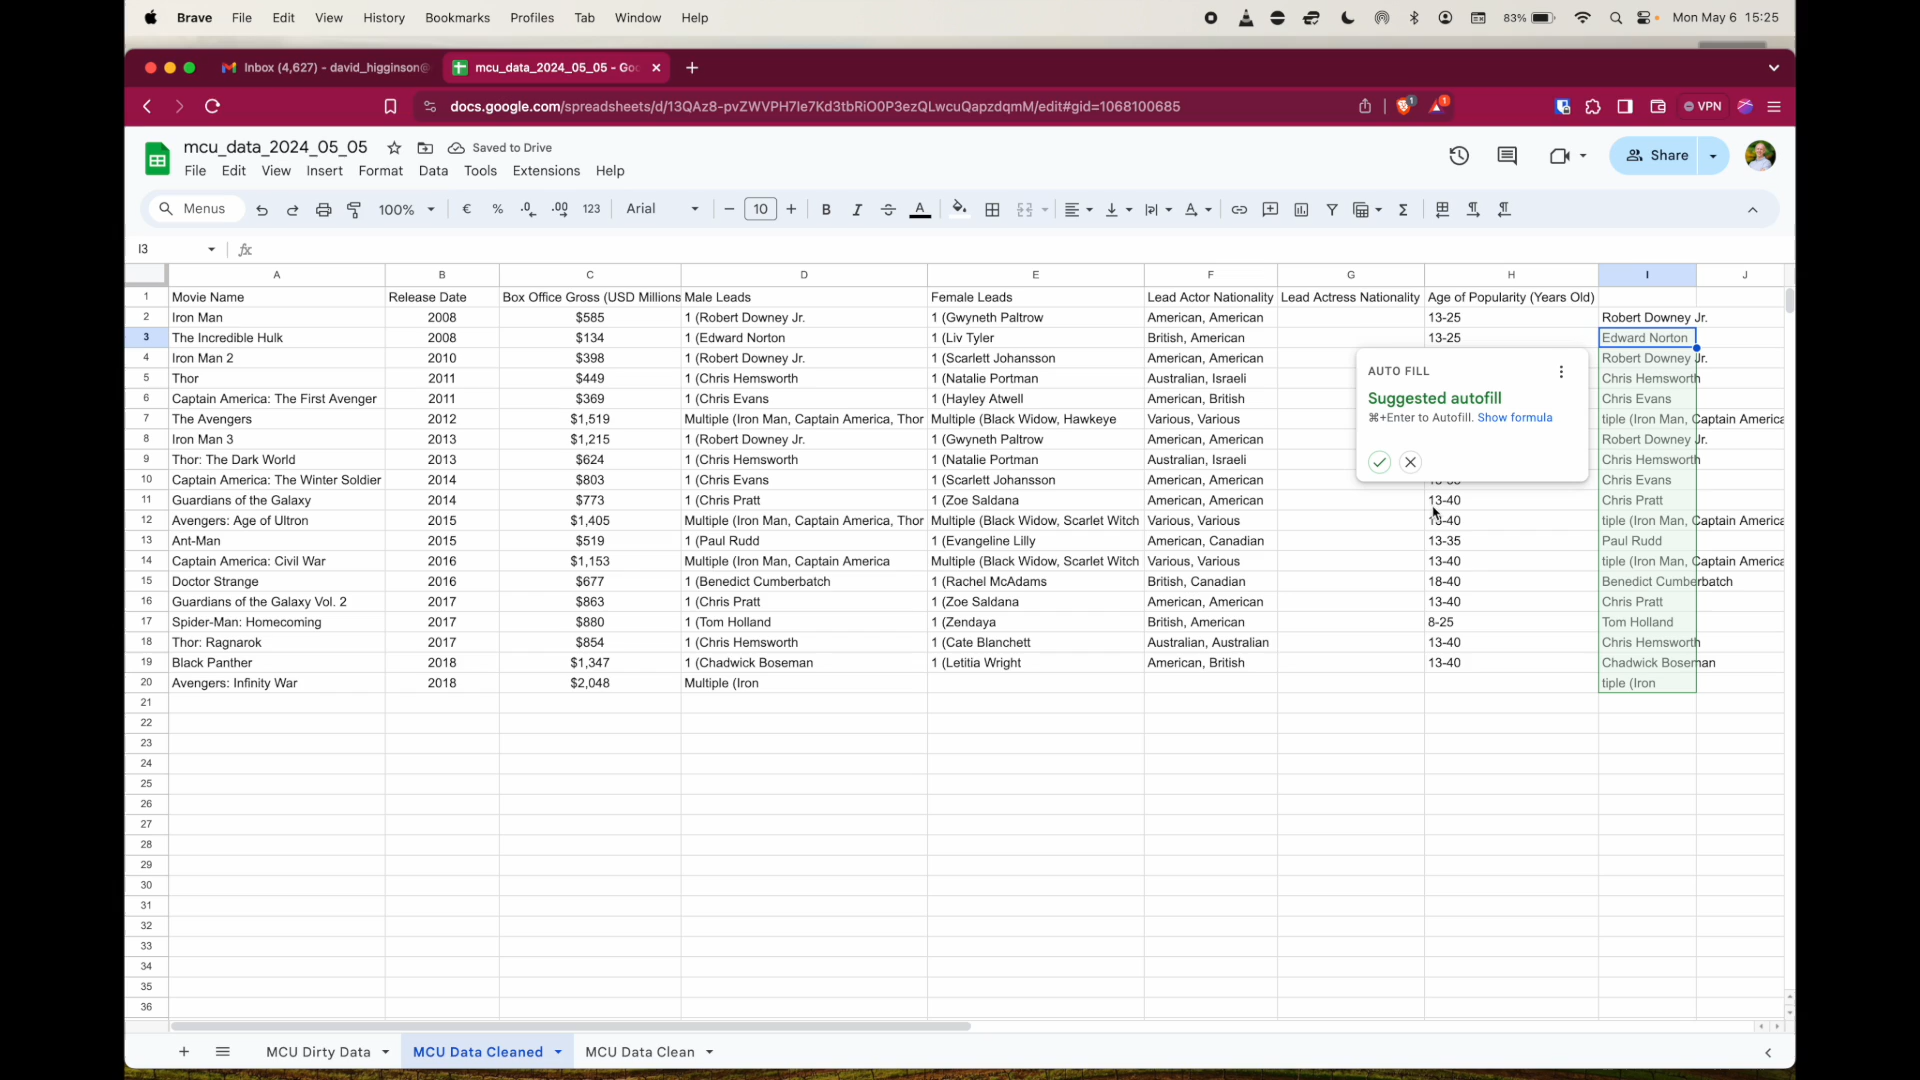 Brave File Edit View History Bookmarks Profiles Tab Window Help 83% Mon May 6 15:25
Inbox (4,627) - david_higginson@ mcu_data_2024_05_05 - Goo
docs.google.com/spreadsheets/d/13QAz8-pvZWVPH7Ie7Kd3tbRiO0P3ezQLwcuQapzdqmM/edit#gid=1068100685 1 1 VPN
mcu_data_2024_05_05 Saved to Drive
File Edit View Insert Format Data Tools Extensions Help Share
Menus 100% € % .0 .00 123 Arial 10 B I S A
I3 fx
A B C D E F G H I J
1 Movie Name Release Date Box Office Gross (USD Millions Male Leads Female Leads Lead Actor Nationality Lead Actress Nationality Age of Popularity (Years Old)
2 Iron Man 2008 $585 1 (Robert Downey Jr. 1 (Gwyneth Paltrow American, American 13-25 Robert Downey Jr.
3 The Incredible Hulk 2008 $134 1 (Edward Norton 1 (Liv Tyler British, American 13-25 Edward Norton
4 Iron Man 2 2010 $398 1 (Robert Downey Jr. 1 (Scarlett Johansson American, American Robert Downey Jr.
5 Thor 2011 $449 1 (Chris Hemsworth 1 (Natalie Portman Australian, Israeli Chris Hemsworth
6 Captain America: The First Avenger 2011 $369 1 (Chris Evans 1 (Hayley Atwell American, British Chris Evans
7 The Avengers 2012 $1,519 Multiple (Iron Man, Captain America, Thor Multiple (Black Widow, Hawkeye Various, Various tiple (Iron Man, Captain America
8 Iron Man 3 2013 $1,215 1 (Robert Downey Jr. 1 (Gwyneth Paltrow American, American Robert Downey Jr.
9 Thor: The Dark World 2013 $624 1 (Chris Hemsworth 1 (Natalie Portman Australian, Israeli Chris Hemsworth
10 Captain America: The Winter Soldier 2014 $803 1 (Chris Evans 1 (Scarlett Johansson American, American Chris Evans
11 Guardians of the Galaxy 2014 $773 1 (Chris Pratt 1 (Zoe Saldana American, American 13-40 Chris Pratt
12 Avengers: Age of Ultron 2015 $1,405 Multiple (Iron Man, Captain America, Thor Multiple (Black Widow, Scarlet Witch Various, Various 13-40 tiple (Iron Man, Captain America
13 Ant-Man 2015 $519 1 (Paul Rudd 1 (Evangeline Lilly American, Canadian 13-35 Paul Rudd
14 Captain America: Civil War 2016 $1,153 Multiple (Iron Man, Captain America Multiple (Black Widow, Scarlet Witch Various, Various 13-40 tiple (Iron Man, Captain America
15 Doctor Strange 2016 $677 1 (Benedict Cumberbatch 1 (Rachel McAdams British, Canadian 18-40 Benedict Cumberbatch
16 Guardians of the Galaxy Vol. 2 2017 $863 1 (Chris Pratt 1 (Zoe Saldana American, American 13-40 Chris Pratt
17 Spider-Man: Homecoming 2017 $880 1 (Tom Holland 1 (Zendaya British, American 8-25 Tom Holland
18 Thor: Ragnarok 2017 $854 1 (Chris Hemsworth 1 (Cate Blanchett Australian, Australian 13-40 Chris Hemsworth
19 Black Panther 2018 $1,347 1 (Chadwick Boseman 1 (Letitia Wright American, British 13-40 Chadwick Boseman
20 Avengers: Infinity War 2018 $2,048 Multiple (Iron tiple (Iron
21
22
23
24
25
26
27
28
29
30
31
32
33
34
35
36
AUTO FILL
Suggested autofill
⌘+Enter to Autofill. Show formula
MCU Dirty Data MCU Data Cleaned MCU Data Clean